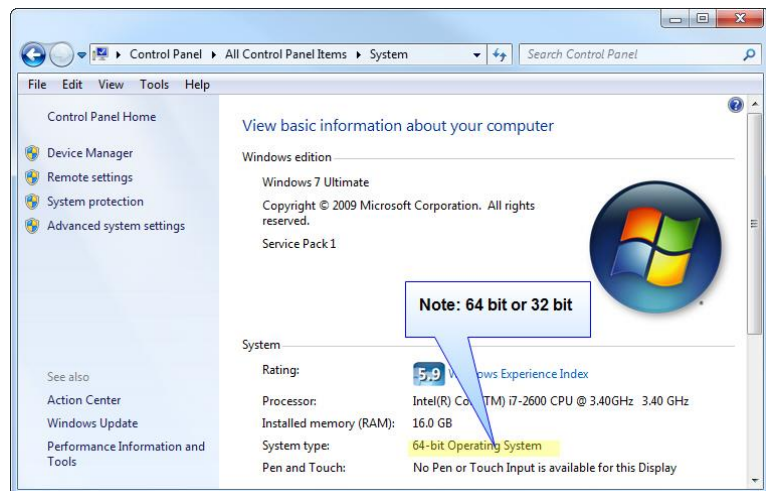 Control Panel ▸ All Control Panel Items ▸ System
Search Control Panel
File Edit View Tools Help
Control Panel Home
Device Manager
Remote settings
System protection
Advanced system settings
See also
Action Center
Windows Update
Performance Information and
Tools
View basic information about your computer
Windows edition
Windows 7 Ultimate
Copyright © 2009 Microsoft Corporation. All rights
reserved.
Service Pack 1
Note: 64 bit or 32 bit
System
Rating: 5.9 Experience Index
Processor: Intel(R) i7-2600 CPU @ 3.40GHz 3.40 GHz
Installed memory (RAM): 16.0 GB
System type: 64-bit Operating System
Pen and Touch: No Pen or Touch Input is available for this Display